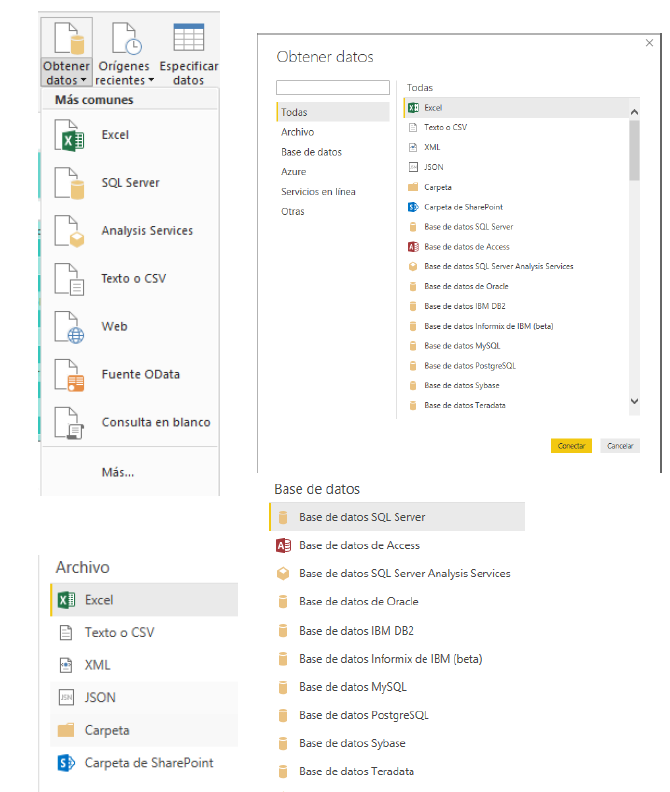 Obtener datos
Orígenes recientes
Especificar datos
Más comunes
Excel
SQL Server
Analysis Services
Texto o CSV
Web
Fuente OData
Consulta en blanco
Más...
Obtener datos
Todas
Archivo
Base de datos
Azure
Servicios en línea
Otras
Todas
Excel
Texto o CSV
XML
JSON
Carpeta
Carpeta de SharePoint
Base de datos SQL Server
Base de datos de Access
Base de datos SQL Server Analysis Services
Base de datos de Oracle
Base de datos IBM DB2
Base de datos Informix de IBM (beta)
Base de datos MySQL
Base de datos PostgreSQL
Base de datos Sybase
Base de datos Teradata
Conectar
Cancelar
Archivo
Excel
Texto o CSV
XML
JSON
Carpeta
Carpeta de SharePoint
Base de datos
Base de datos SQL Server
Base de datos de Access
Base de datos SQL Server Analysis Services
Base de datos de Oracle
Base de datos IBM DB2
Base de datos Informix de IBM (beta)
Base de datos MySQL
Base de datos PostgreSQL
Base de datos Sybase
Base de datos Teradata